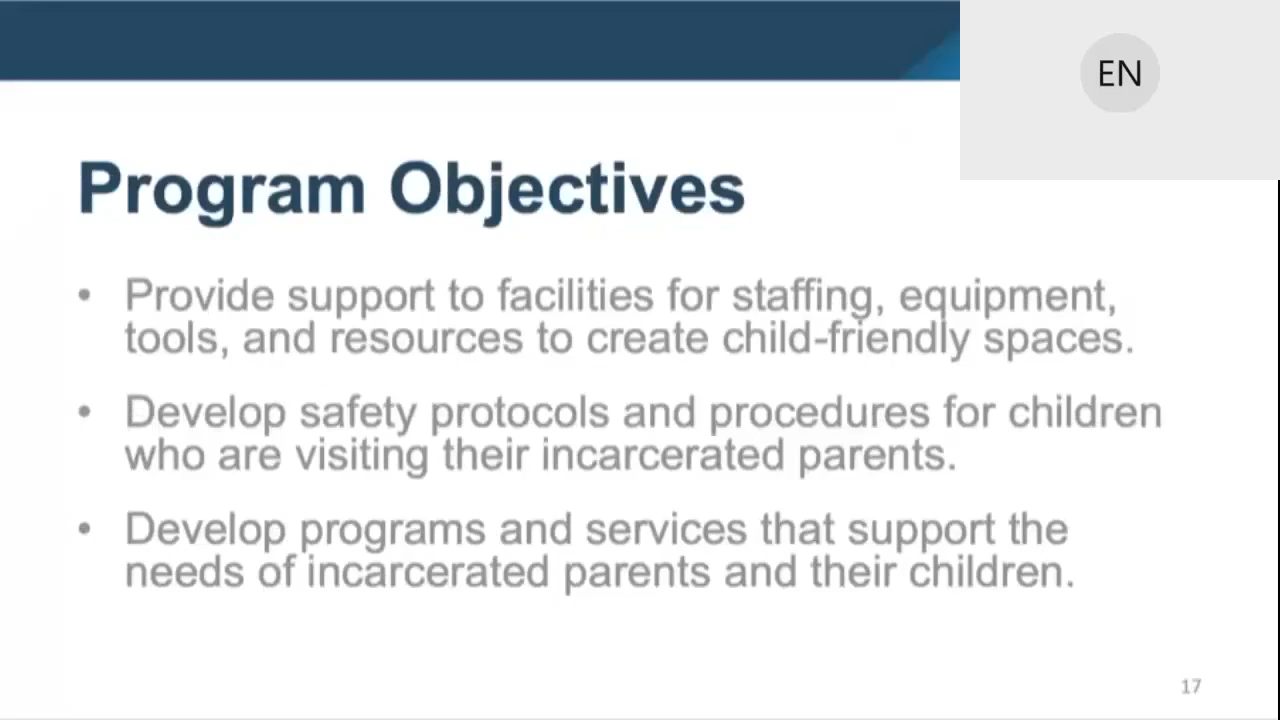 EN
Program Objectives
• Provide support to facilities for staffing, equipment,
tools, and resources to create child-friendly spaces.
• Develop safety protocols and procedures for children
who are visiting their incarcerated parents.
• Develop programs and services that support the
needs of incarcerated parents and their children.
17